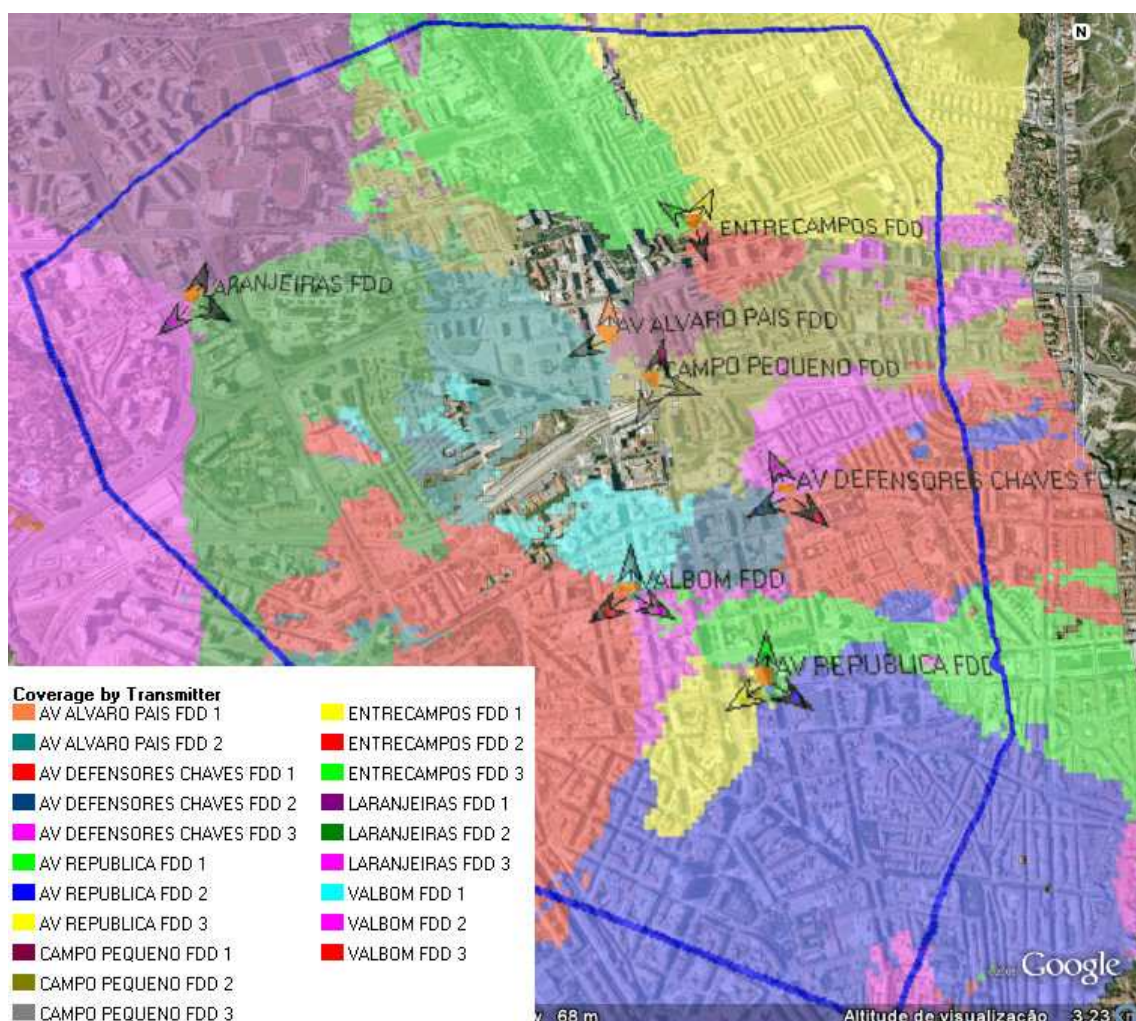 N
ENTRECAMPOS FDD
ARANJEIRAS FDD
AV ALVARO PAIS FDD
CAMPO PEQUENO FDD
AV DEFENSORES CHAVES FDD
VALBOM FDD
AV REPUBLICA FDD
Coverage by Transmitter
AV ALVARO PAIS FDD 1
AV ALVARO PAIS FDD 2
AV DEFENSORES CHAVES FDD 1
AV DEFENSORES CHAVES FDD 2
AV DEFENSORES CHAVES FDD 3
AV REPUBLICA FDD 1
AV REPUBLICA FDD 2
AV REPUBLICA FDD 3
CAMPO PEQUENO FDD 1
CAMPO PEQUENO FDD 2
CAMPO PEQUENO FDD 3
ENTRECAMPOS FDD 1
ENTRECAMPOS FDD 2
ENTRECAMPOS FDD 3
LARANJEIRAS FDD 1
LARANJEIRAS FDD 2
LARANJEIRAS FDD 3
VALBOM FDD 1
VALBOM FDD 2
VALBOM FDD 3
Google
68 m
Altitude de visualização 3.23